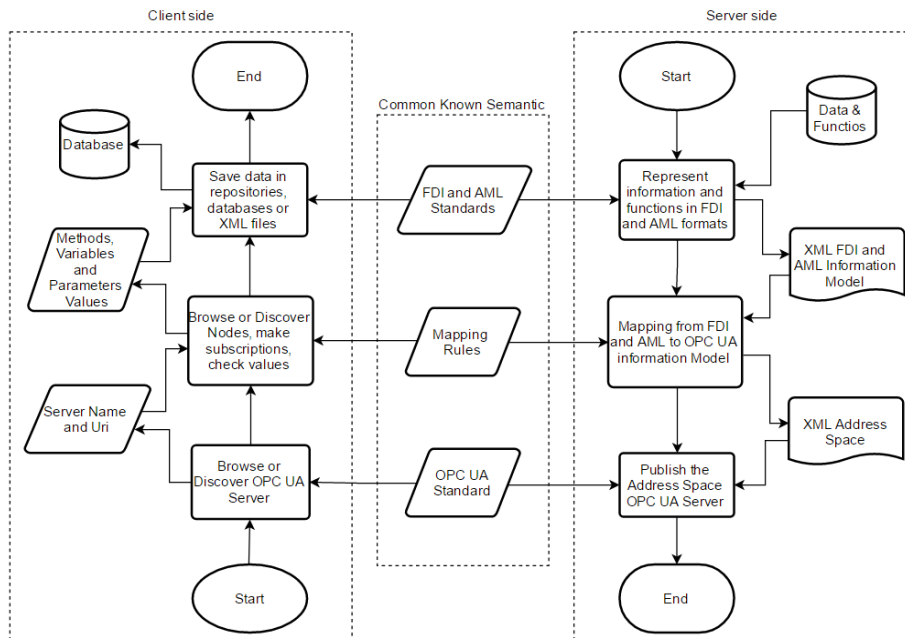 Client side
Server side
End
Start
Common Known Semantic
Database
Data &
Functios
Save data in
repositories,
databases or
XML files
FDI and AML
Standards
Represent
information and
functions in FDI
and AML formats
Methods,
Variables
and
Parameters
Values
XML FDI and
AML Information
Model
Browse or Discover
Nodes, make
subscriptions,
check values
Mapping
Rules
Mapping from FDI
and AML to OPC UA
information Model
Server Name
and Uri
XML Address
Space
Browse or
Discover OPC UA
Server
OPC UA
Standard
Publish the
Address Space
OPC UA Server
Start
End